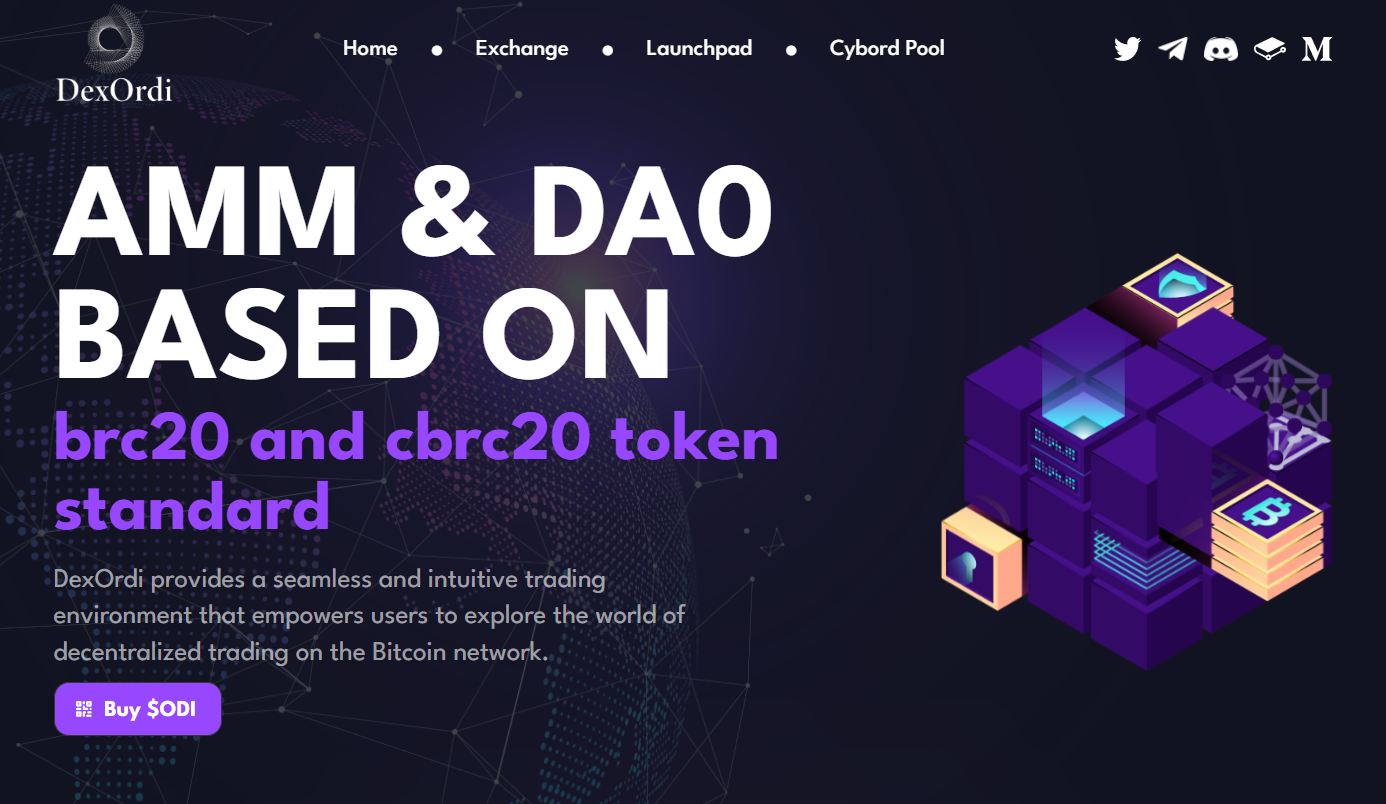 DexOrdi
Home
Exchange
Launchpad
Cybord Pool
M
AMM & DA0
BASED ON
brc20 and cbrc20 token
standard
DexOrdi provides a seamless and intuitive trading
environment that empowers users to explore the world of
decentralized trading on the Bitcoin network.
Buy $ODI